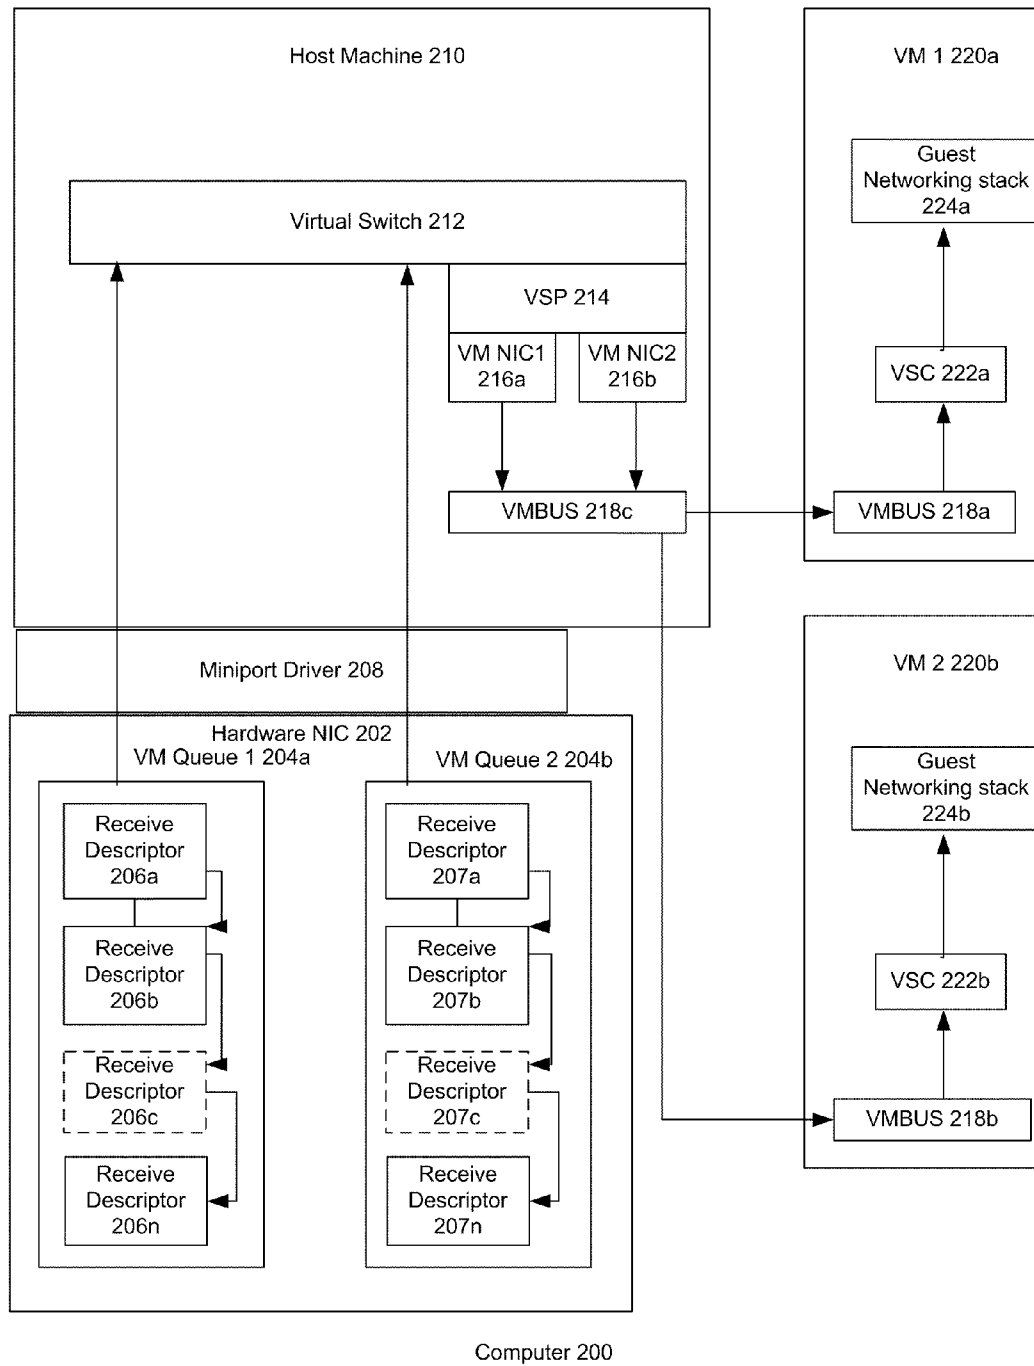 Host Machine 210
Virtual Switch 212
VSP 214
VM NIC1
216a
VM NIC2
216b
VMBUS 218c
VM 1 220a
Guest
Networking stack
224a
VSC 222a
VMBUS 218a
Miniport Driver 208
Hardware NIC 202
VM Queue 1 204a
Receive
Descriptor
206a
Receive
Descriptor
206b
Receive
Descriptor
206c
Receive
Descriptor
206n
VM Queue 2 204b
Receive
Descriptor
207a
Receive
Descriptor
207b
Receive
Descriptor
207c
Receive
Descriptor
207n
VM 2 220b
Guest
Networking stack
224b
VSC 222b
VMBUS 218b
Computer 200